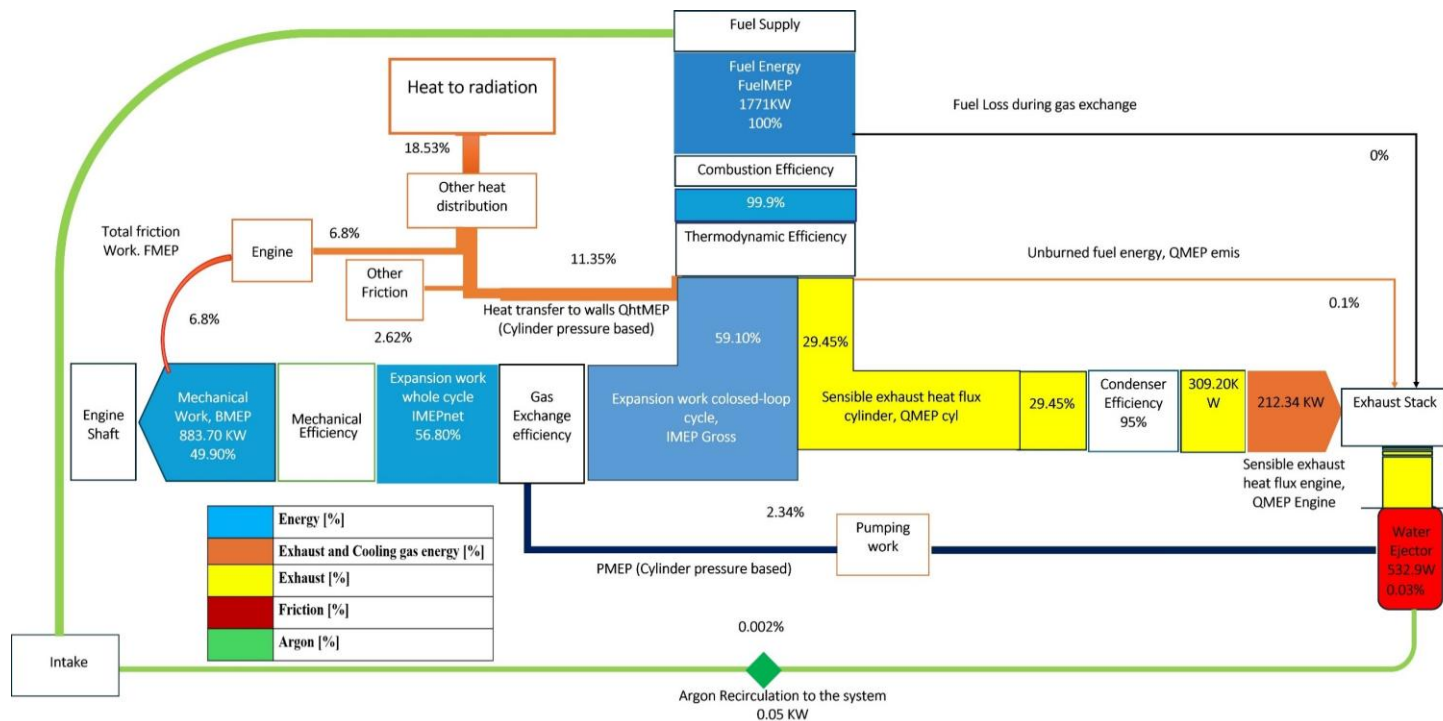 Fuel Supply
Fuel Energy
FuelMEP
1771KW
100%
Fuel Loss during gas exchange
0%
Heat to radiation
18.53%
Combustion Efficiency
99.9%
Other heat
distribution
Total friction
Work. FMEP
6.8%
Engine
Thermodynamic Efficiency
11.35%
Unburned fuel energy, QMEP emis
0.1%
Other
Friction
Heat transfer to walls QhtMEP
(Cylinder pressure based)
6.8%
2.62%
59.10%
29.45%
Engine
Shaft
Mechanical
Work, BMEP
883.70 KW
49.90%
Mechanical
Efficiency
Expansion work
whole cycle
IMEPnet
56.80%
Gas
Exchange
efficiency
Expansion work colosed-loop
cycle,
IMEP Gross
Sensible exhaust heat flux
cylinder, QMEP cyl
29.45%
Condenser
Efficiency
95%
309.20K
W
212.34 KW
Exhaust Stack
Sensible exhaust
heat flux engine,
QMEP Engine
Energy [%]
Exhaust and Cooling gas energy [%]
Exhaust [%]
Friction [%]
Argon [%]
2.34%
Pumping
work
PMEP (Cylinder pressure based)
Water
Ejector
532.9W
0.03%
Intake
0.002%
Argon Recirculation to the system
0.05 KW